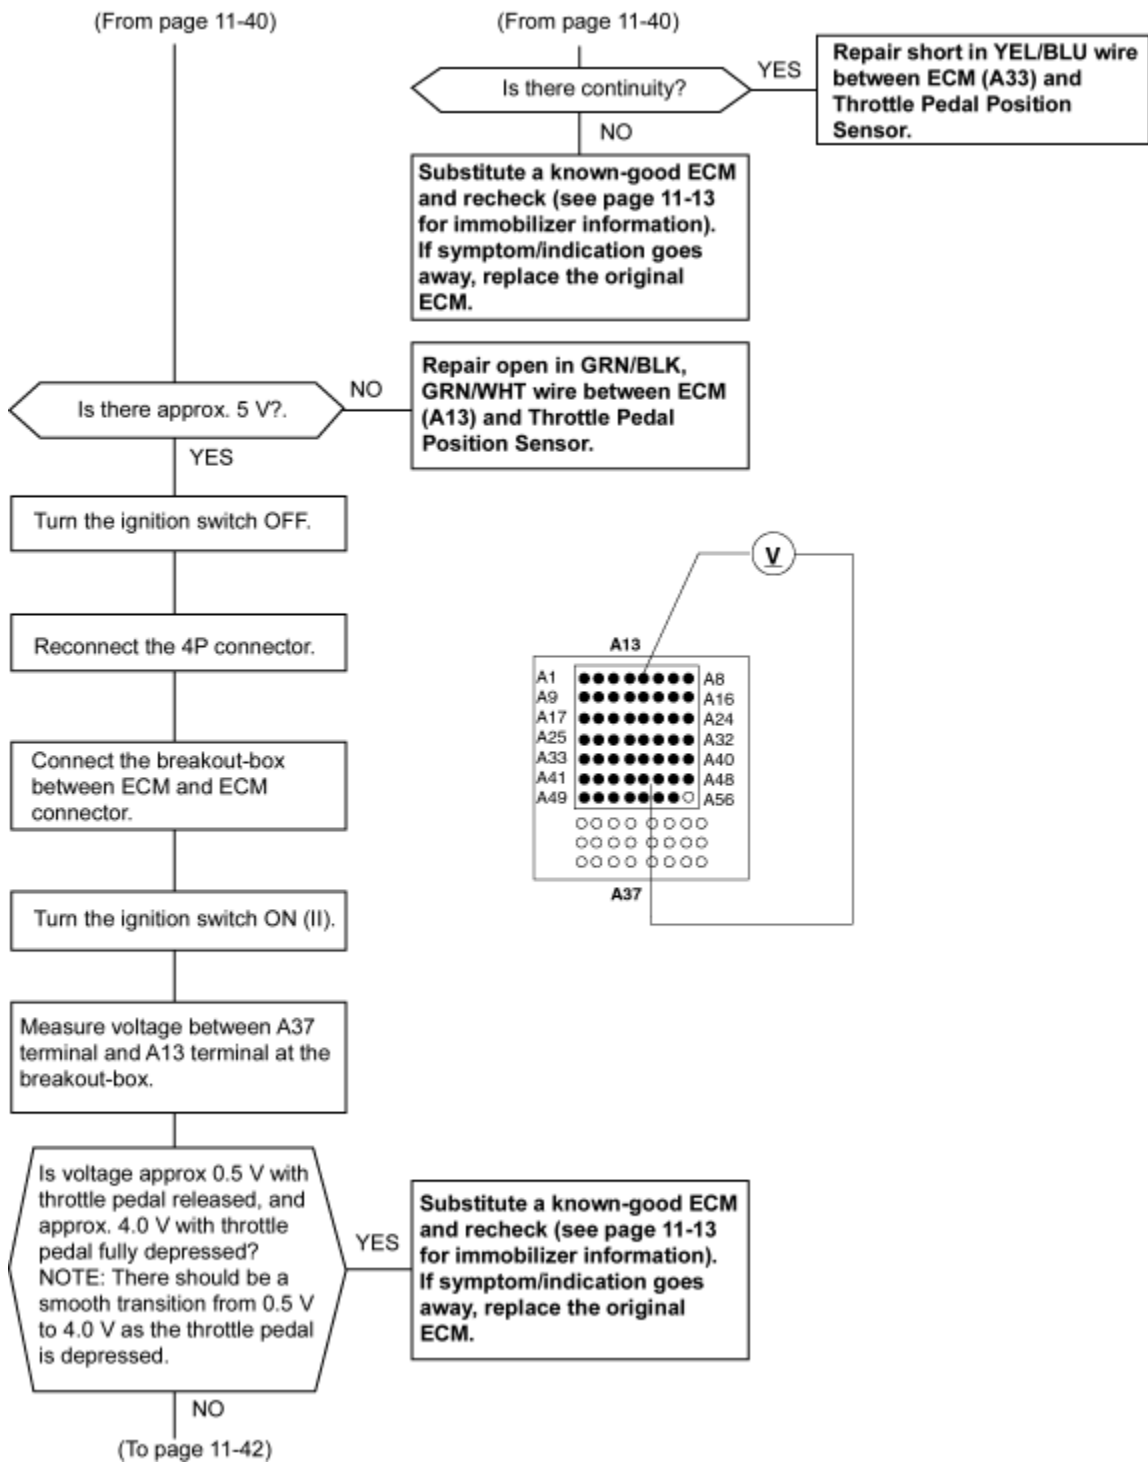 (From page 11-40)
(From page 11-40)
Is there continuity?
YES
Repair short in YEL/BLU wire
between ECM (A33) and
Throttle Pedal Position
Sensor.
NO
Substitute a known-good ECM
and recheck (see page 11-13
for immobilizer information).
If symptom/indication goes
away, replace the original
ECM.
Is there approx. 5 V?.
NO
Repair open in GRN/BLK,
GRN/WHT wire between ECM
(A13) and Throttle Pedal
Position Sensor.
YES
Turn the ignition switch OFF.
Reconnect the 4P connector.
Connect the breakout-box
between ECM and ECM
connector.
Turn the ignition switch ON (II).
Measure voltage between A37
terminal and A13 terminal at the
breakout-box.
V
A13
A1 A8
A9 A16
A17 A24
A25 A32
A33 A40
A41 A48
A49 A56
A37
Is voltage approx 0.5 V with
throttle pedal released, and
approx. 4.0 V with throttle
pedal fully depressed?
NOTE: There should be a
smooth transition from 0.5 V
to 4.0 V as the throttle pedal
is depressed.
YES
Substitute a known-good ECM
and recheck (see page 11-13
for immobilizer information).
If symptom/indication goes
away, replace the original
ECM.
NO
(To page 11-42)